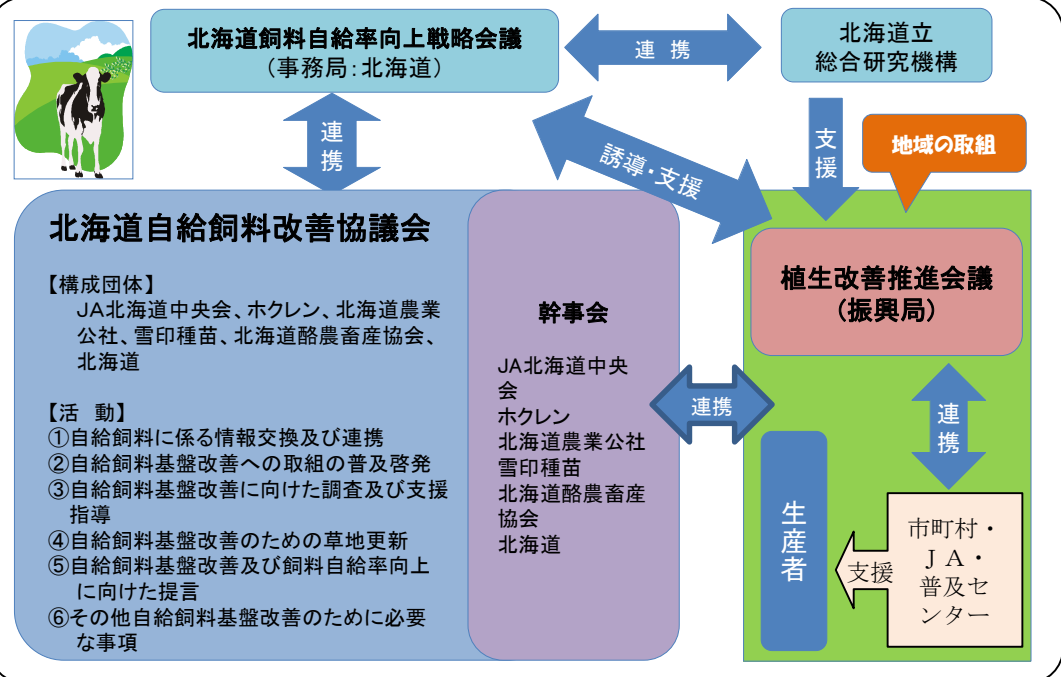 北海道飼料自給率向上戦略会議
（事務局：北海道）
連 携
北海道立
総合研究機構
連携
誘導・支援
支援
地域の取組
北海道自給飼料改善協議会
【構成団体】
JA北海道中央会、ホクレン、北海道農業
公社、雪印種苗、北海道酪農畜産協会、
北海道
【活 動】
①自給飼料に係る情報交換及び連携
②自給飼料基盤改善への取組の普及啓発
③自給飼料基盤改善に向けた調査及び支援
指導
④自給飼料基盤改善のための草地更新
⑤自給飼料基盤改善及び飼料自給率向上
に向けた提言
⑥その他自給飼料基盤改善のために必要
な事項
幹事会
JA北海道中央
会
ホクレン
北海道農業公社
雪印種苗
北海道酪農畜産
協会
北海道
連携
植生改善推進会議
（振興局）
連携
生産者
支援
市町村・
ＪＡ・
普及セ
ンター